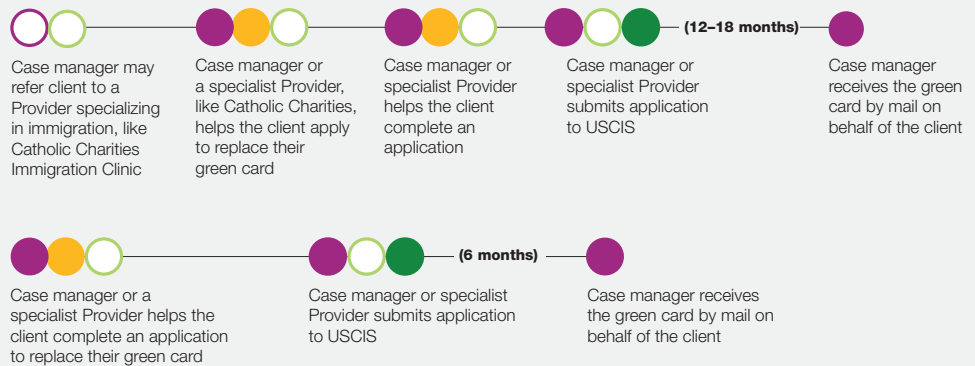 (12–18 months)
Case manager may
refer client to a
Provider specializing
in immigration, like
Catholic Charities
Immigration Clinic
Case manager or
a specialist Provider,
like Catholic Charities,
helps the client apply
to replace their
green card
Case manager or
specialist Provider
helps the client
complete an
application
Case manager or
specialist Provider
submits application
to USCIS
Case manager
receives the green
card by mail on
behalf of the client
(6 months)
Case manager or a
specialist Provider helps the
client complete an application
to replace their green card
Case manager or specialist
Provider submits application
to USCIS
Case manager receives
the green card by mail on
behalf of the client